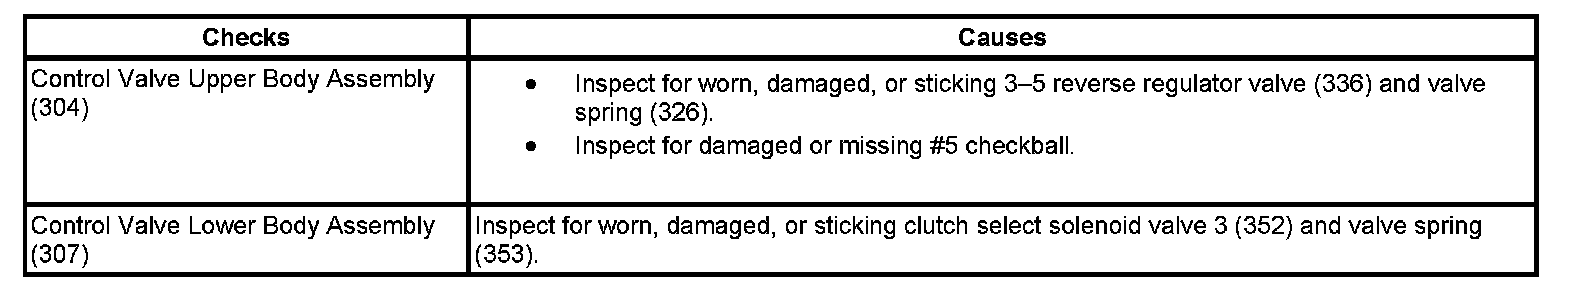 Checks
Causes
Control Valve Upper Body Assembly
(304)
• Inspect for worn, damaged, or sticking 3–5 reverse regulator valve (336) and valve
spring (326).
• Inspect for damaged or missing #5 checkball.
Control Valve Lower Body Assembly
(307)
Inspect for worn, damaged, or sticking clutch select solenoid valve 3 (352) and valve spring
(353).